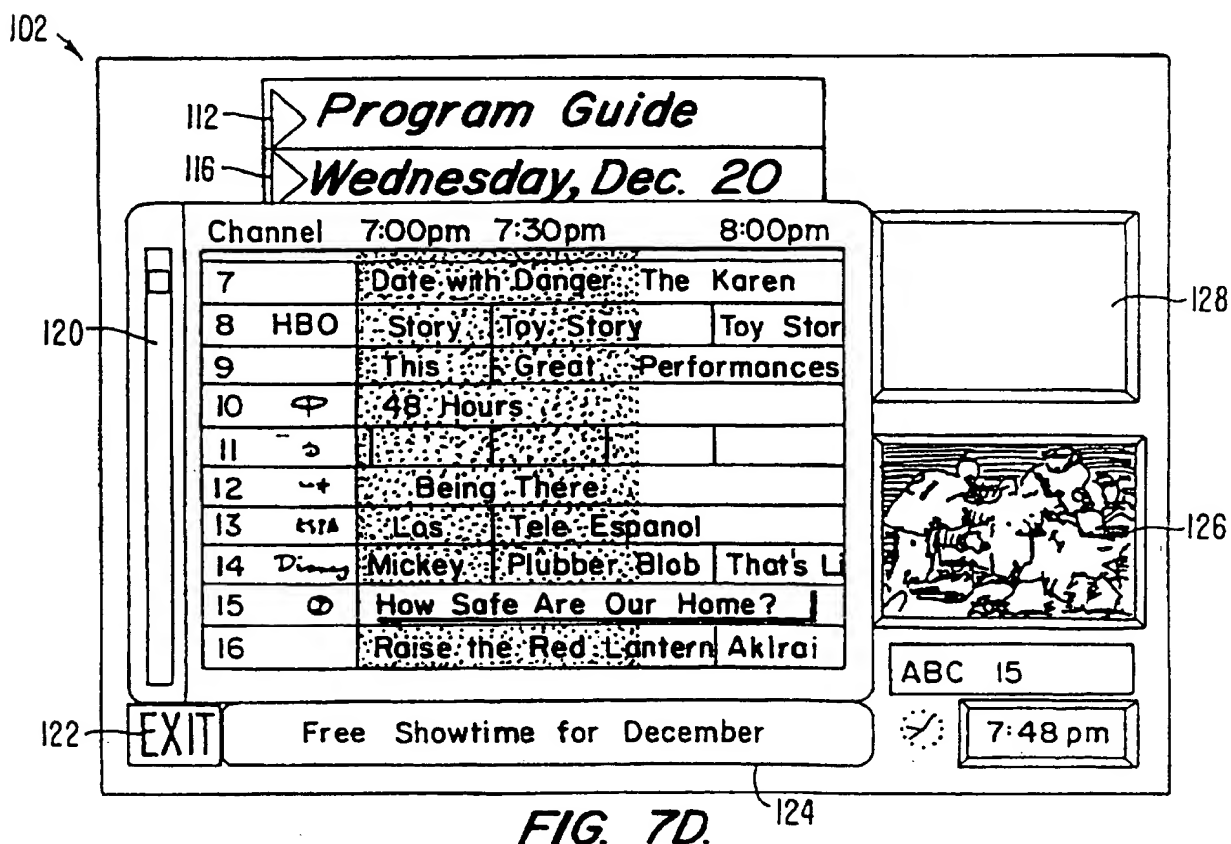 102
112
Program Guide
116
Wednesday, Dec. 20
Channel 7:00pm 7:30pm 8:00pm
7 Date with Danger The Karen
8 HBO Story Toy Story Toy Stor
9 This Great Performances
10 48 Hours
11
12 Being There
13 Las Tele Espanol
14 Disney Mickey Plubber Blob That's Li
15 How Safe Are Our Home?
16 Raise the Red Lantern Akirai
120
128
126
ABC 15
122
EXIT
Free Showtime for December
7:48 pm
124
FIG. 7D.